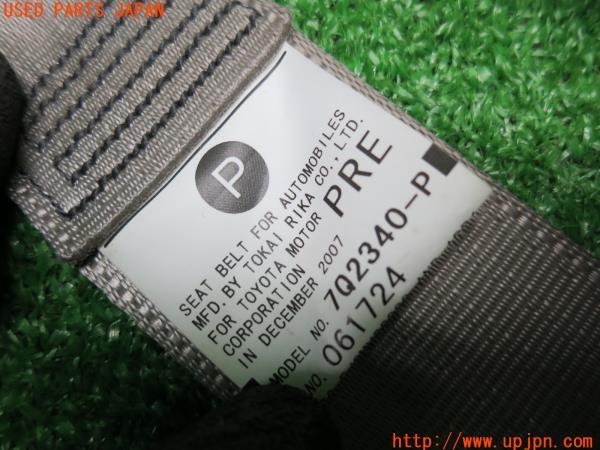 USED PARTS JAPAN
P
SEAT BELT FOR AUTOMOBILES
MFD. BY TOKAI RIKA CO., LTD.
FOR TOYOTA MOTOR
CORPORATION
PRE
IN DECEMBER 2007
MODEL NO. 7Q2340-P
NO. 061724
http://www.upjpn.com